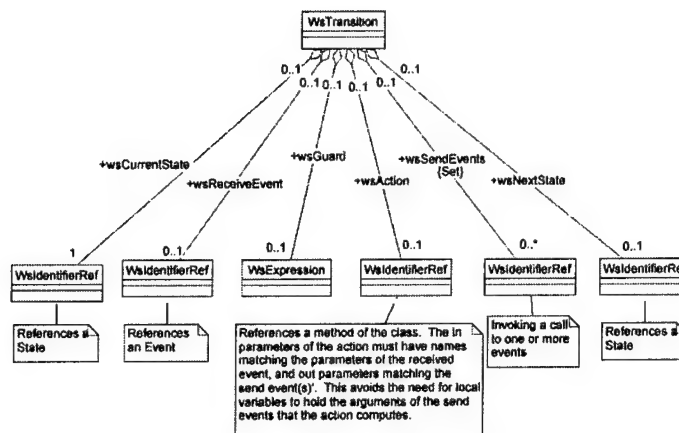 WsTransition
0..1
0..1
0..1
0..1
0..1
0..1
+wsCurrentState
+wsReceiveEvent
+wsGuard
+wsAction
+wsSendEvents
{Set}
+wsNextState
1
0..1
0..1
0..1
0..*
0..1
WsIdentifierRef
WsIdentifierRef
WsExpression
WsIdentifierRef
WsIdentifierRef
WsIdentifierRef
References a
State
References
an Event
References a method of the class. The in
parameters of the action must have names
matching the parameters of the received
event, and out parameters matching the
send event(s)'. This avoids the need for local
variables to hold the arguments of the send
events that the action computes.
Invoking a call
to one or more
events
References a
State